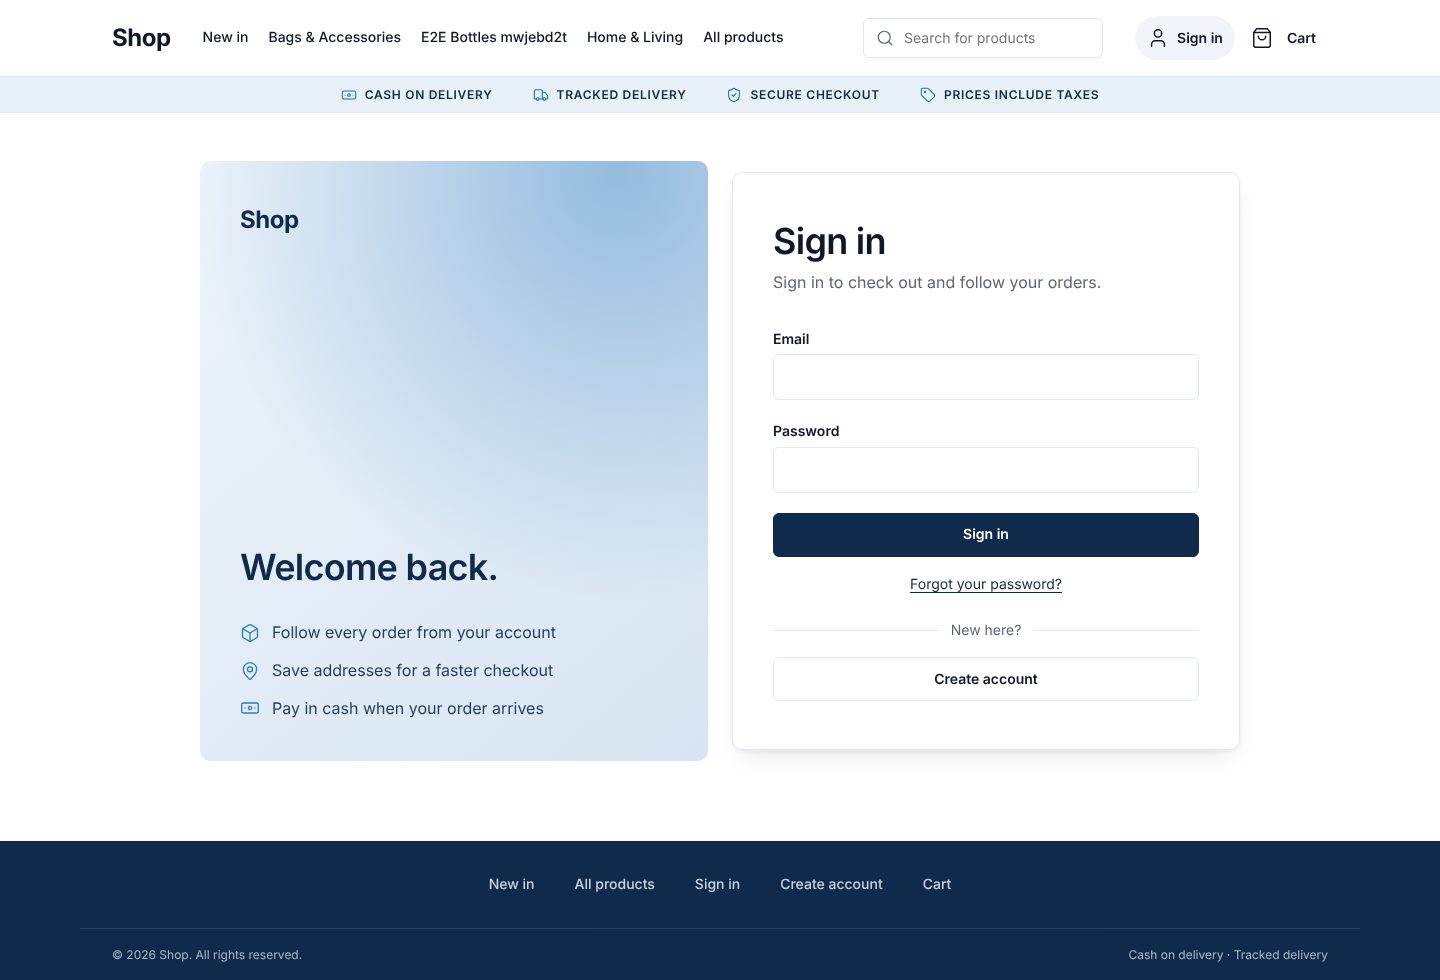 Shop
New in
Bags & Accessories
E2E Bottles mwjebd2t
Home & Living
All products
Search for products
Sign in
Cart
CASH ON DELIVERY
TRACKED DELIVERY
SECURE CHECKOUT
PRICES INCLUDE TAXES
Shop
Welcome back.
Follow every order from your account
Save addresses for a faster checkout
Pay in cash when your order arrives
Sign in
Sign in to check out and follow your orders.
Email
Password
Sign in
Forgot your password?
New here?
Create account
New in
All products
Sign in
Create account
Cart
© 2026 Shop. All rights reserved.
Cash on delivery · Tracked delivery